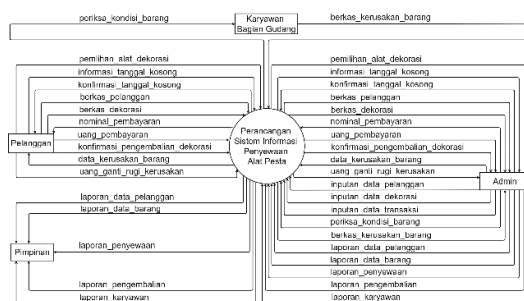 periksa_kondisi_barang
Karyawan
Bagian Gudang
berkas_kerusakan_barang
pemilihan_alat_dekorasi
informasi_tanggal_kosong
konfirmasi_tanggal_kosong
berkas_pelanggan
berkas_dekorasi
nominal_pembayaran
uang_pembayaran
konfirmasi_pengembalian_dekorasi
data_kerusakan_barang
uang_ganti_rugi_kerusakan
Pelanggan
Perancangan
Sistem Informasi
Penyewaan
Alat Pesta
pemilihan_alat_dekorasi
informasi_tanggal_kosong
konfirmasi_tanggal_kosong
berkas_pelanggan
berkas_dekorasi
nominal_pembayaran
uang_pembayaran
konfirmasi_pengembalian_dokorasi
data_kerusakan_barang
uang_ganti_rugi_kerusakan
inputan_data_pelanggan
inputan_data_dekorasi
inputan_data_transaksi
periksa_kondisi_barang
berkas_kerusakan_barang
laporan_data_pelanggan
laporan_data_barang
laporan_penyewaan
laporan_pengembalian
laporan_karyawan
Admin
laporan_data_pelanggan
laporan_data_barang
Pimpinan
laporan_penyewaan
laporan_pengembalian
laporan_karyawan